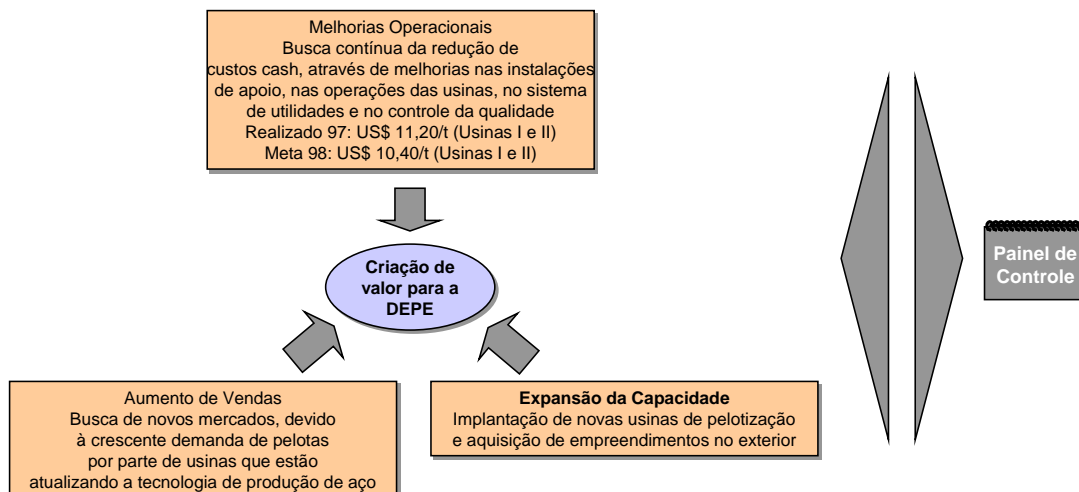 Melhorias Operacionais
Busca contínua da redução de
custos cash, através de melhorias nas instalações
de apoio, nas operações das usinas, no sistema
de utilidades e no controle da qualidade
Realizado 97: US$ 11,20/t (Usinas I e II)
Meta 98: US$ 10,40/t (Usinas I e II)
Criação de
valor para a
DEPE
Painel de
Controle
Aumento de Vendas
Busca de novos mercados, devido
à crescente demanda de pelotas
por parte de usinas que estão
atualizando a tecnologia de produção de aço
Expansão da Capacidade
Implantação de novas usinas de pelotização
e aquisição de empreendimentos no exterior